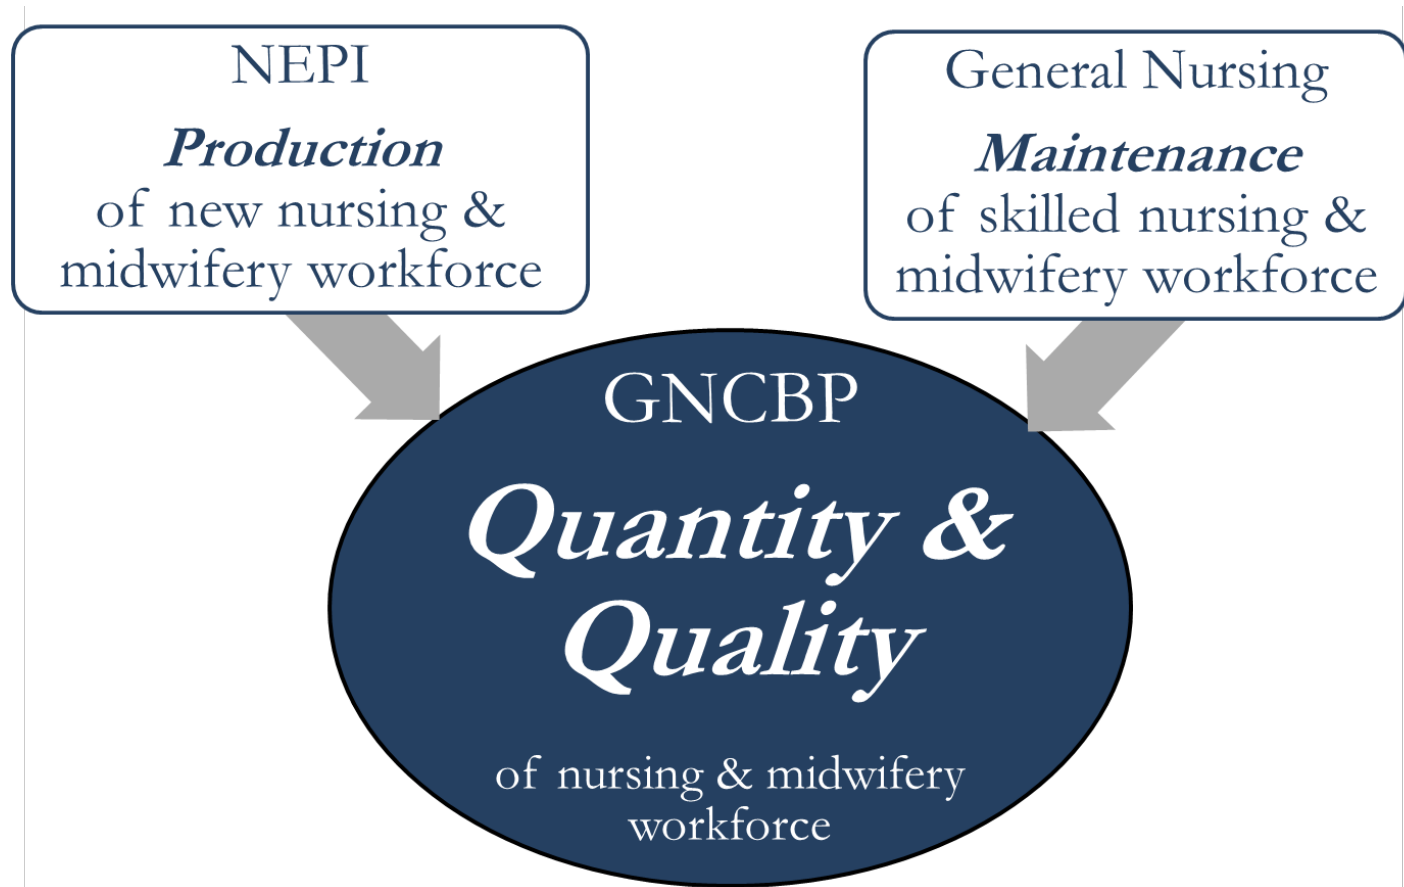 NEPI
Production
of new nursing &
midwifery workforce
General Nursing
Maintenance
of skilled nursing &
midwifery workforce
GNCBP
Quantity &
Quality
of nursing & midwifery
workforce